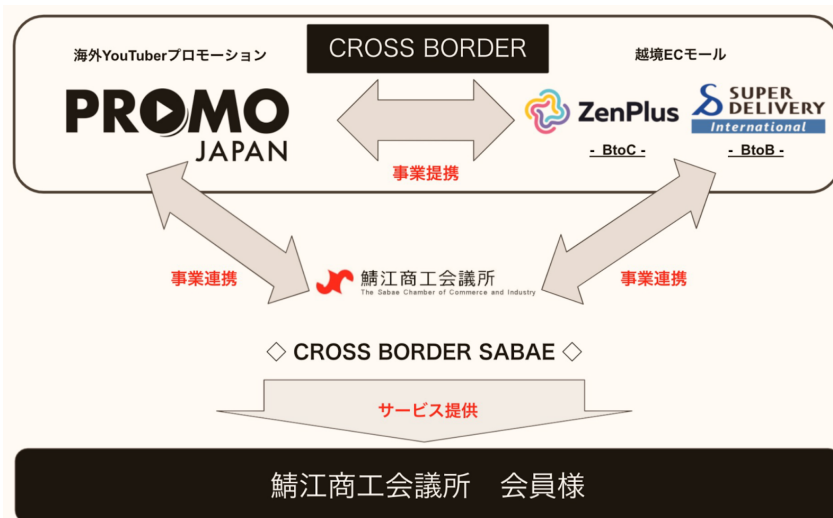 CROSS BORDER
海外YouTuberプロモーション
越境ECモール
PROMO
JAPAN
ZenPlus
SUPER
DELIVERY
International
- BtoC -
- BtoB -
事業提携
事業連携
鯖江商工会議所
The Sabae Chamber of Commerce and Industry
事業連携
◇ CROSS BORDER SABAE ◇
サービス提供
鯖江商工会議所　会員様